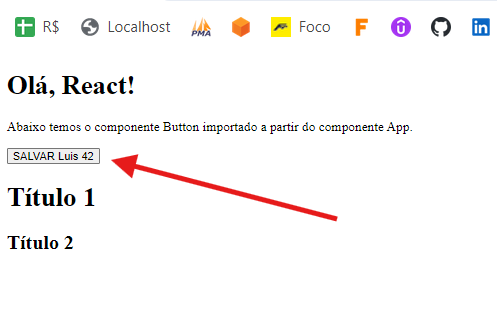 R$ Localhost PMA Foco F in
Olá, React!
Abaixo temos o componente Button importado a partir do componente App.
SALVAR Luis 42
Título 1
Título 2